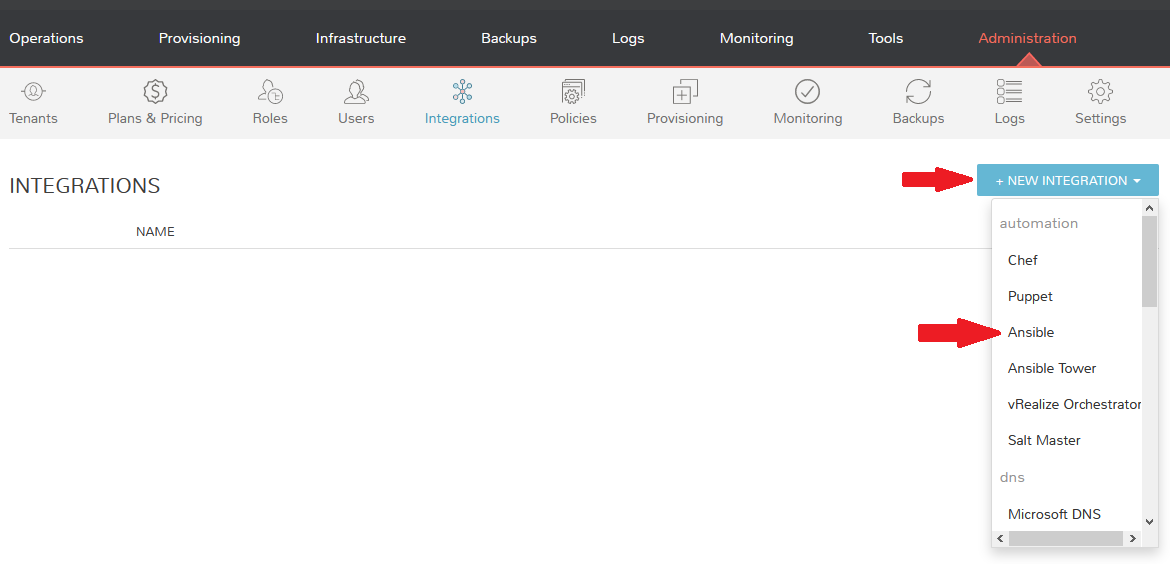 Operations Provisioning Infrastructure Backups Logs Monitoring Tools Administration
Tenants Plans & Pricing Roles Users Integrations Policies Provisioning Monitoring Backups Logs Settings
INTEGRATIONS
+ NEW INTEGRATION
NAME
automation
Chef
Puppet
Ansible
Ansible Tower
vRealize Orchestrator
Salt Master
dns
Microsoft DNS